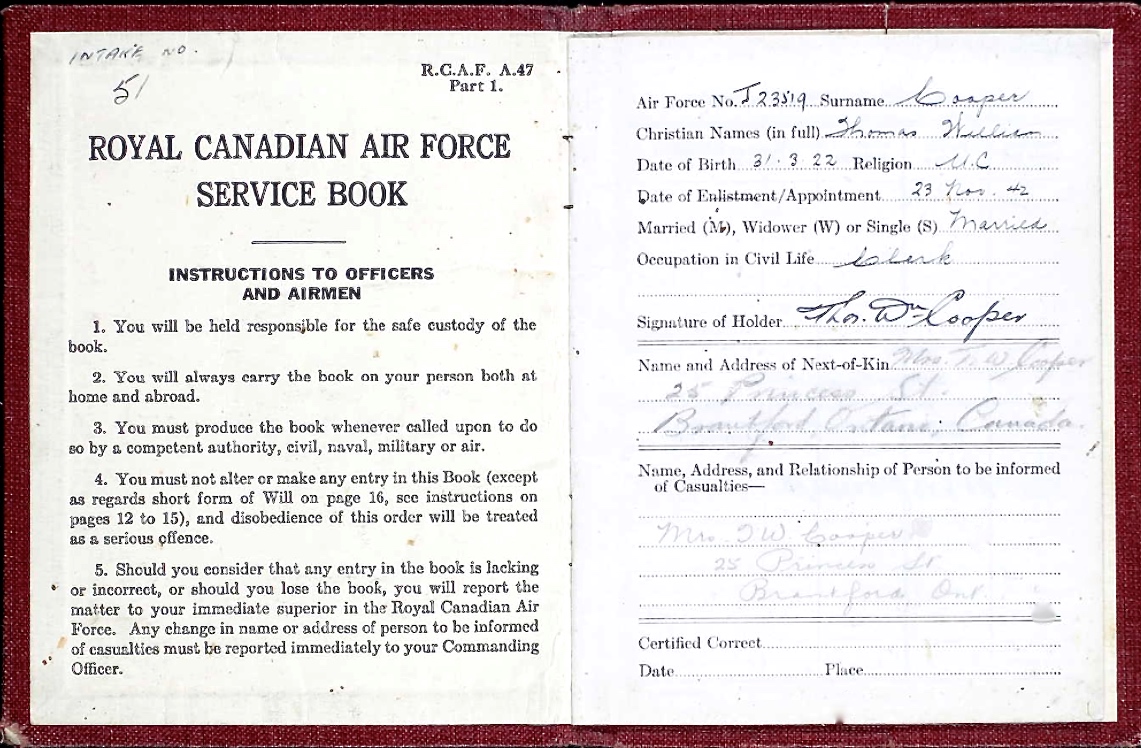 INTAKE NO.
51
R.C.A.F. A.47
Part 1.
ROYAL CANADIAN AIR FORCE
SERVICE BOOK
INSTRUCTIONS TO OFFICERS
AND AIRMEN
1. You will be held responsible for the safe custody of the
book.
2. You will always carry the book on your person both at
home and abroad.
3. You must produce the book whenever called upon to do
so by a competent authority, civil, naval, military or air.
4. You must not alter or make any entry in this Book (except
as regards short form of Will on page 16, see instructions on
pages 12 to 15), and disobedience of this order will be treated
as a serious offence.
5. Should you consider that any entry in the book is lacking
or incorrect, or should you lose the book, you will report the
matter to your immediate superior in the Royal Canadian Air
Force. Any change in name or address of person to be informed
of casualties must be reported immediately to your Commanding
Officer.
Air Force No. J23519 Surname Cooper
Christian Names (in full) Thomas William
Date of Birth 31.3.22 Religion U.C
Date of Enlistment/Appointment 23 Nov. 42
Married (M), Widower (W) or Single (S) Married
Occupation in Civil Life Clerk
Signature of Holder Thos. Wm Cooper
Name and Address of Next-of-Kin Mrs. T. W. Cooper
25 Princess St.
Brantford, Ontario, Canada.
Name, Address, and Relationship of Person to be informed
of Casualties—
Mrs. T W Cooper
25 Princess St
Brantford Ont.
Certified Correct
Date Place